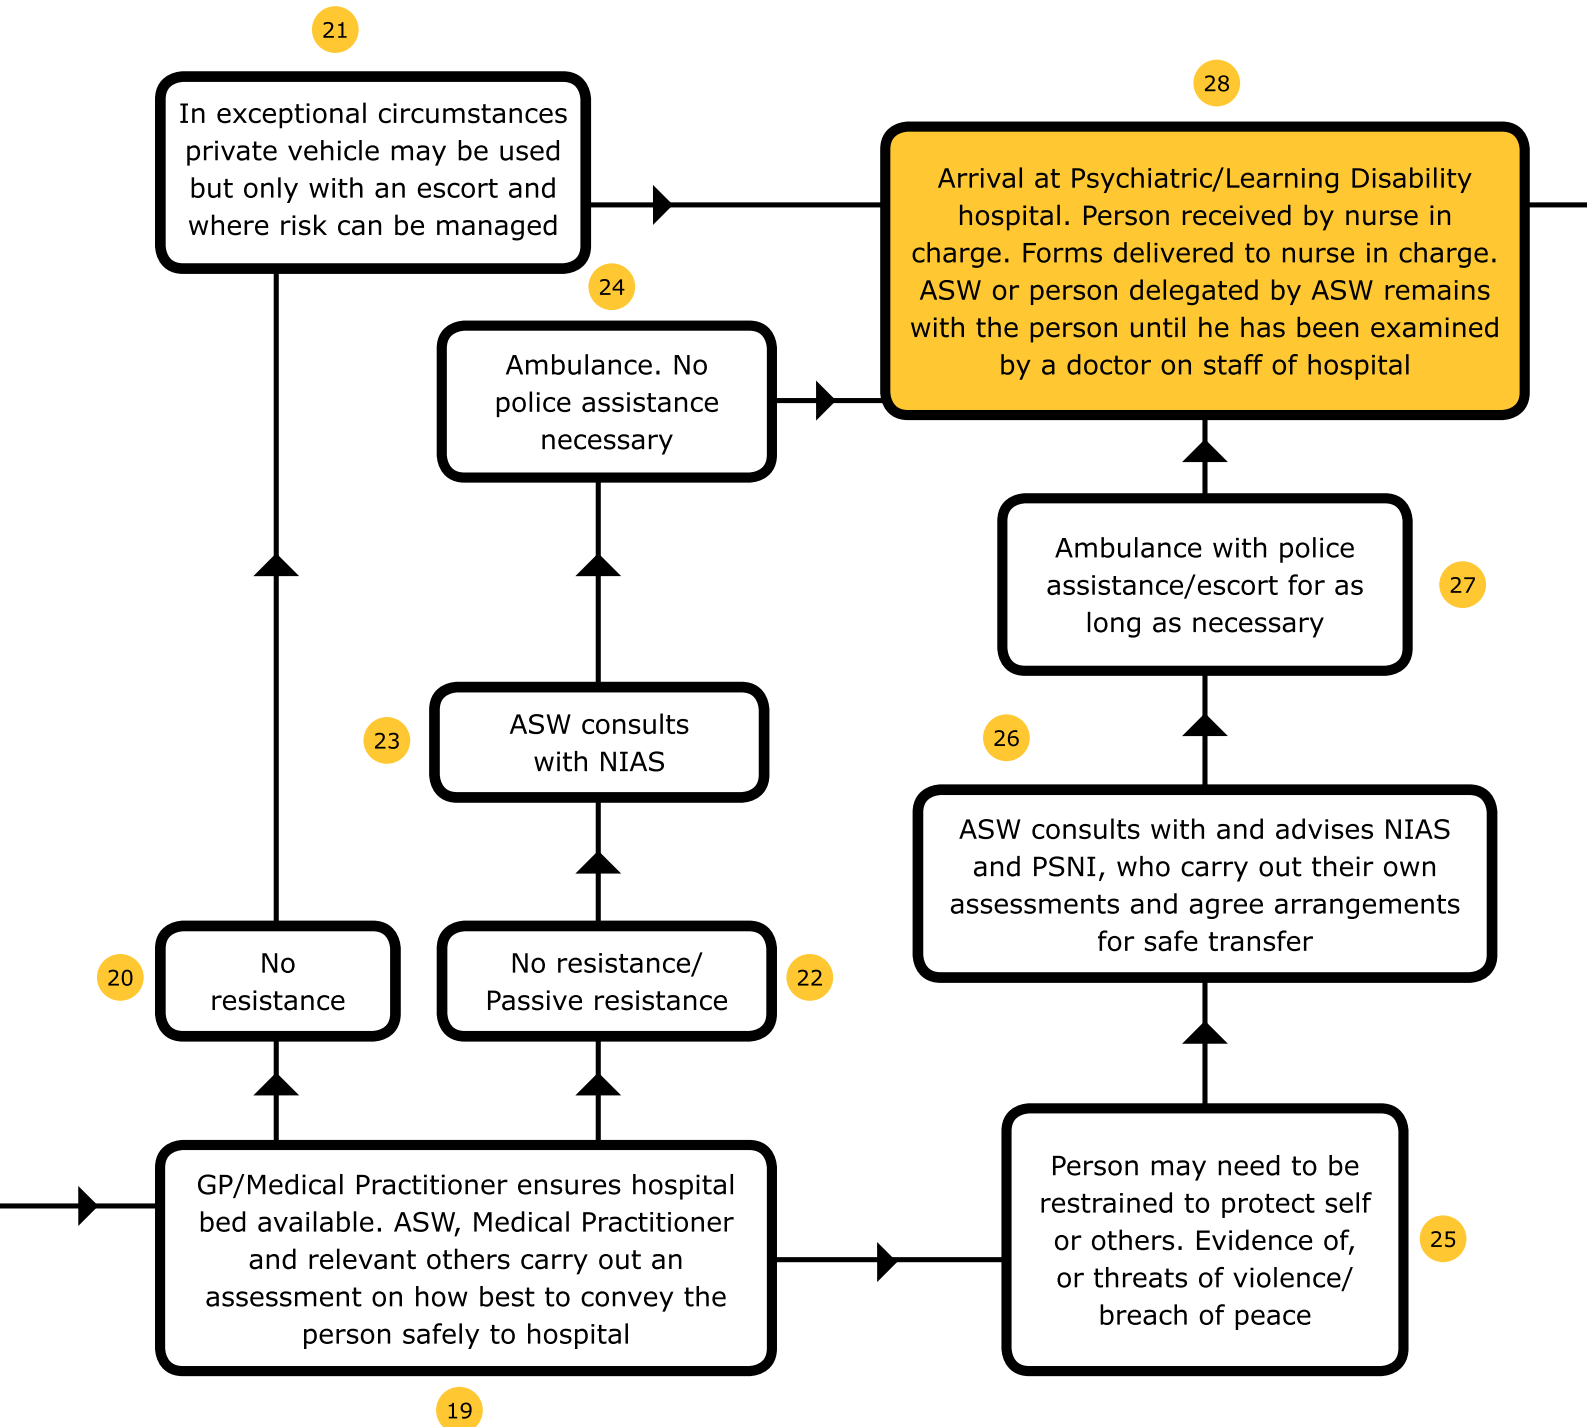 21
In exceptional circumstances
private vehicle may be used
but only with an escort and
where risk can be managed
28
Arrival at Psychiatric/Learning Disability
hospital. Person received by nurse in
charge. Forms delivered to nurse in charge.
ASW or person delegated by ASW remains
with the person until he has been examined
by a doctor on staff of hospital
24
Ambulance. No
police assistance
necessary
Ambulance with police
assistance/escort for as
long as necessary
27
23
ASW consults
with NIAS
26
ASW consults with and advises NIAS
and PSNI, who carry out their own
assessments and agree arrangements
for safe transfer
20
No
resistance
No resistance/
Passive resistance
22
GP/Medical Practitioner ensures hospital
bed available. ASW, Medical Practitioner
and relevant others carry out an
assessment on how best to convey the
person safely to hospital
19
Person may need to be
restrained to protect self
or others. Evidence of,
or threats of violence/
breach of peace
25